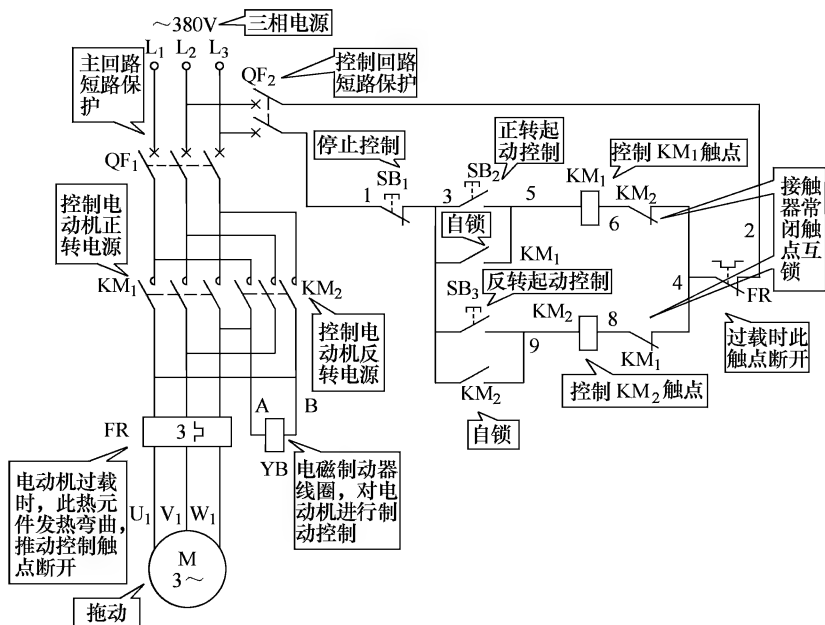 ～380V
三相电源
L₁ L₂ L₃
主回路
短路保
护
QF₂
控制回路
短路保护
QF₁
停止控制
SB₁
1
正转起
动控制
SB₂
3
5
控制 KM₁ 触点
KM₁
6
KM₂
接触
器常
闭触
点互
锁
2
自锁
KM₁
4
FR
过载时此
触点断开
控制电
动机正
转电源
KM₁
KM₂
控制电
动机反
转电源
反转起动控制
SB₃
KM₂
8
9
KM₁
控制 KM₂ 触点
KM₂
自锁
A
B
FR
3
YB
电磁制动器
线圈，对电
动机进行制
动控制
电动机过载
时，此热元
件发热弯曲，
推动控制触
点断开
U₁ V₁ W₁
M
3～
拖动